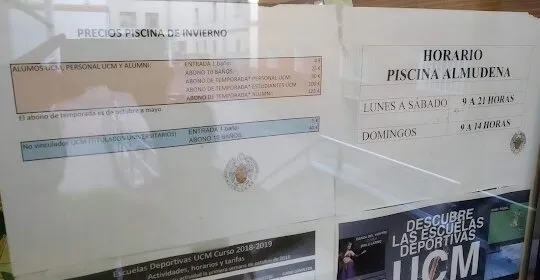 PRECIOS PISCINA DE INVIERNO
ALUMOS UCM, PERSONAL UCM Y ALUMNI:
ENTRADA 1 baño:
ABONO 10 BAÑOS:
ABONO DE TEMPORADA* PERSONAL UCM:
ABONO DE TEMPORADA* ESTUDIANTES UCM
ABONO DE TEMPORADA* ALUMNI:
El abono de temporada es de octubre a mayo.
No vinculados UCM (TITULADOS UNIVERSITARIOS)
ENTRADA 1 baño:
ABONO 10 BAÑOS:
HORARIO
PISCINA ALMUDENA
LUNES A SÁBADO
9 A 21 HORAS
DOMINGOS
9 A 14 HORAS
Escuelas Deportivas UCM Curso 2018-2019
Actividades, horarios y tarifas
DESCUBRE
LAS ESCUELAS
DEPORTIVAS
UCM